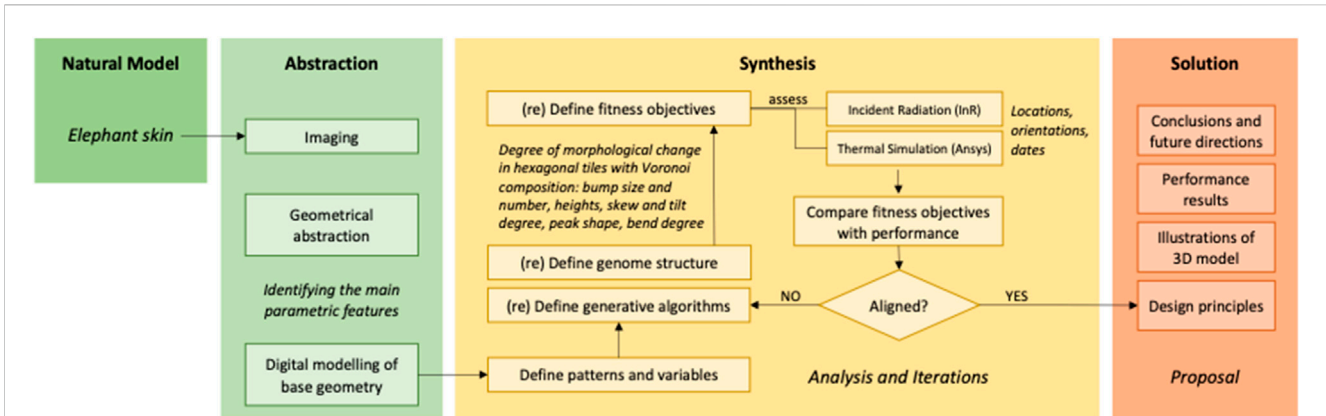 Natural Model
Elephant skin
Abstraction
Imaging
Geometrical
abstraction
Identifying the main
parametric features
Digital modelling of
base geometry
Synthesis
(re) Define fitness objectives
assess
Incident Radiation (InR)
Thermal Simulation (Ansys)
Locations,
orientations,
dates
Degree of morphological change
in hexagonal tiles with Voronoi
composition: bump size and
number, heights, skew and tilt
degree, peak shape, bend degree
Compare fitness objectives
with performance
(re) Define genome structure
(re) Define generative algorithms
NO
Aligned?
YES
Define patterns and variables
Analysis and Iterations
Solution
Conclusions and
future directions
Performance
results
Illustrations of
3D model
Design principles
Proposal